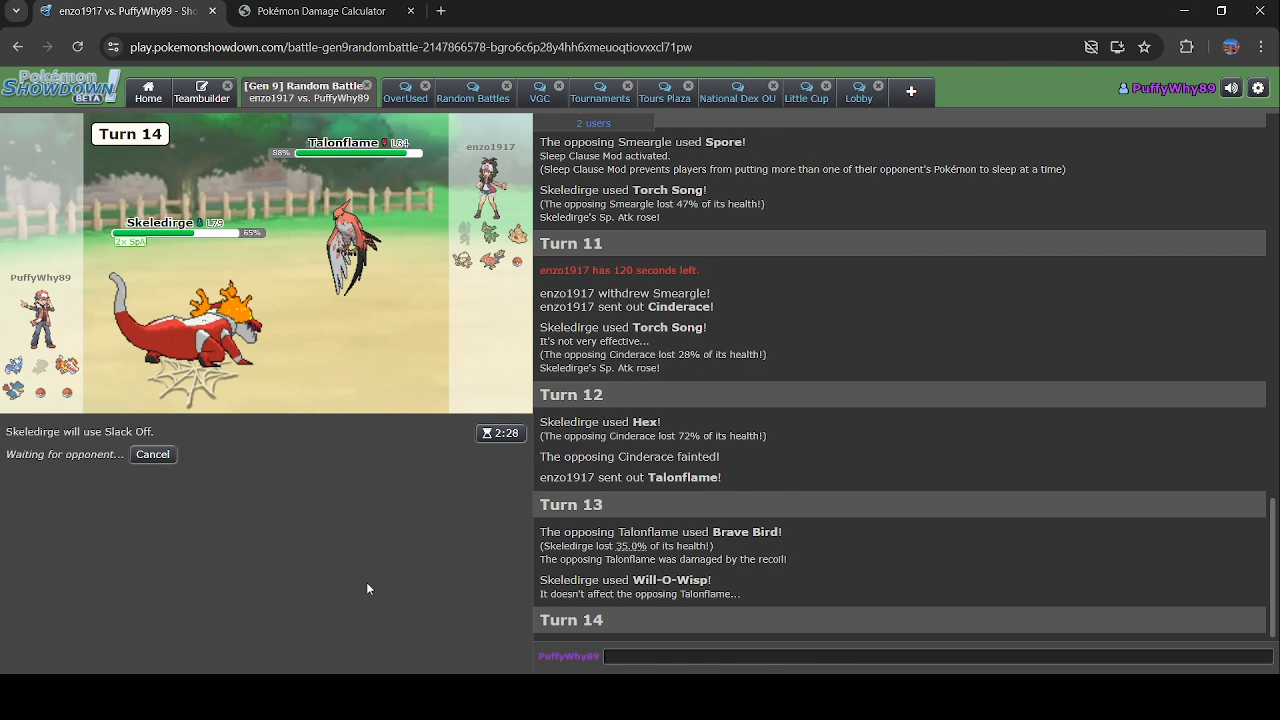 enzo1917 vs. PuffyWhy89 - Sho
Pokémon Damage Calculator
play.pokemonshowdown.com/battle-gen9randombattle-2147866578-bgro6c6p28y4hh6xmeuoqtiovxxcl71pw
Pokémon
Showdown!
BETA
Home
Teambuilder
[Gen 9] Random Battle
enzo1917 vs. PuffyWhy89
OverUsed
Random Battles
VGC
Tournaments
Tours Plaza
National Dex OU
Little Cup
Lobby
PuffyWhy89
Turn 14
Talonflame L84
88%
enzo1917
Skeledirge L79
65%
2x SpA
PuffyWhy89
Skeledirge will use Slack Off.
2:28
Waiting for opponent... Cancel
2 users
The opposing Smeargle used Spore!
Sleep Clause Mod activated.
(Sleep Clause Mod prevents players from putting more than one of their opponent's Pokémon to sleep at a time)
Skeledirge used Torch Song!
(The opposing Smeargle lost 47% of its health!)
Skeledirge's Sp. Atk rose!
Turn 11
enzo1917 has 120 seconds left.
enzo1917 withdrew Smeargle!
enzo1917 sent out Cinderace!
Skeledirge used Torch Song!
It's not very effective...
(The opposing Cinderace lost 28% of its health!)
Skeledirge's Sp. Atk rose!
Turn 12
Skeledirge used Hex!
(The opposing Cinderace lost 72% of its health!)
The opposing Cinderace fainted!
enzo1917 sent out Talonflame!
Turn 13
The opposing Talonflame used Brave Bird!
(Skeledirge lost 35.0% of its health!)
The opposing Talonflame was damaged by the recoil!
Skeledirge used Will-O-Wisp!
It doesn't affect the opposing Talonflame...
Turn 14
PuffyWhy89